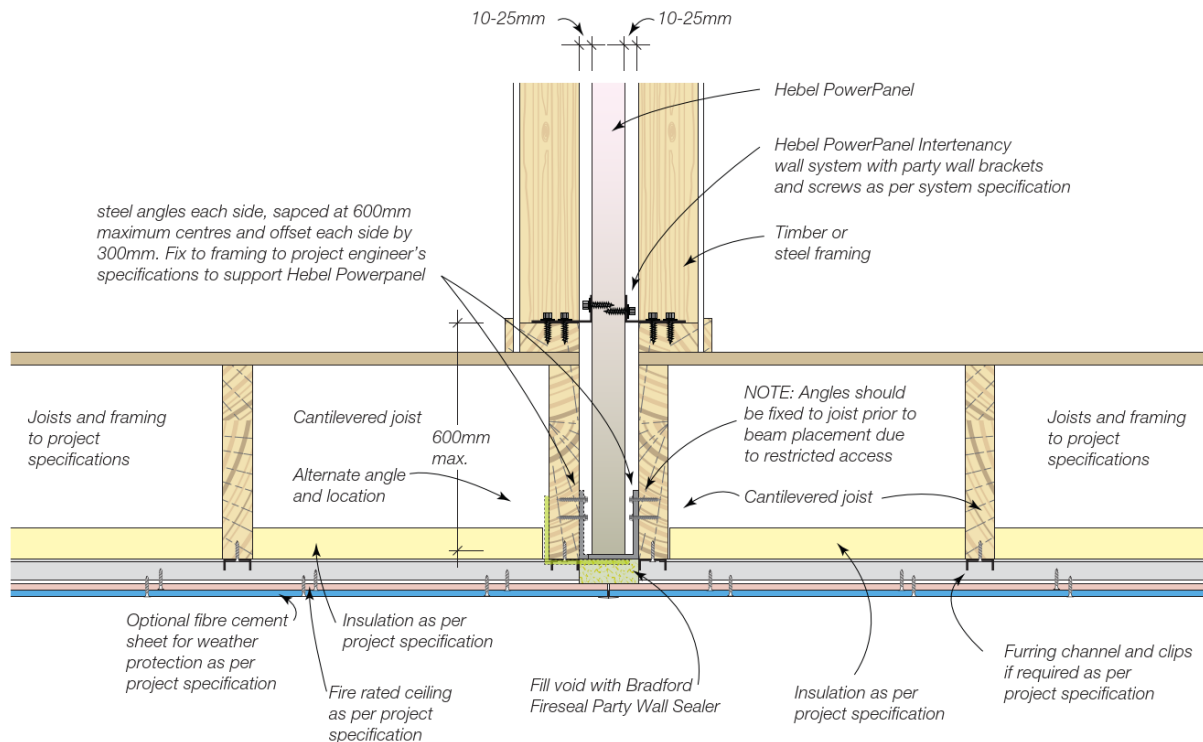 10-25mm
10-25mm
Hebel PowerPanel
Hebel PowerPanel Intertenancy
wall system with party wall brackets
and screws as per system specification
steel angles each side, sapced at 600mm
maximum centres and offset each side by
300mm. Fix to framing to project engineer's
specifications to support Hebel Powerpanel
Timber or
steel framing
Joists and framing
to project
specifications
Cantilevered joist
600mm
max.
Alternate angle
and location
NOTE: Angles should
be fixed to joist prior to
beam placement due
to restricted access
Cantilevered joist
Joists and framing
to project
specifications
Optional fibre cement
sheet for weather
protection as per
project specification
Insulation as per
project specification
Fire rated ceiling
as per project
specification
Fill void with Bradford
Fireseal Party Wall Sealer
Insulation as per
project specification
Furring channel and clips
if required as per
project specification